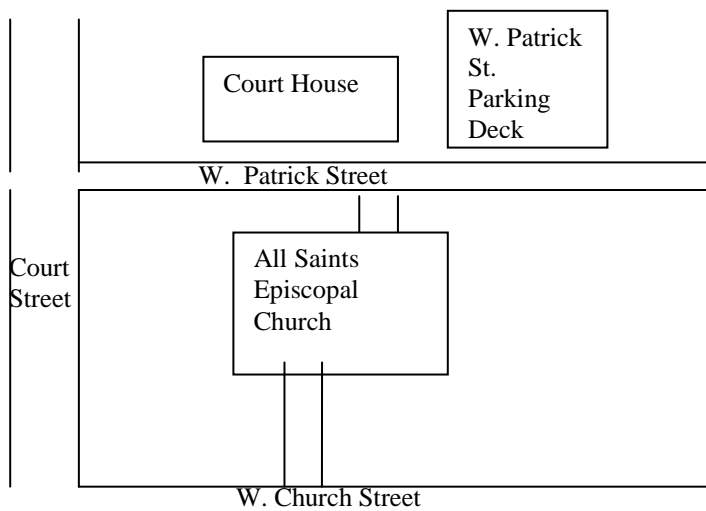 Court House
W. Patrick
St.
Parking
Deck
W. Patrick Street
Court
Street
All Saints
Episcopal
Church
W. Church Street